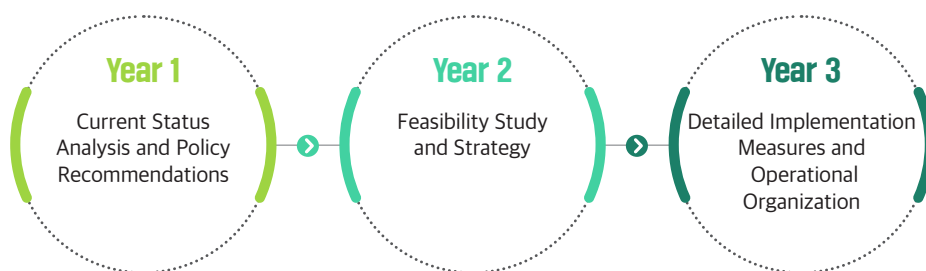 Year 1
Current Status
Analysis and Policy
Recommendations
Year 2
Feasibility Study
and Strategy
Year 3
Detailed Implementation
Measures and
Operational
Organization